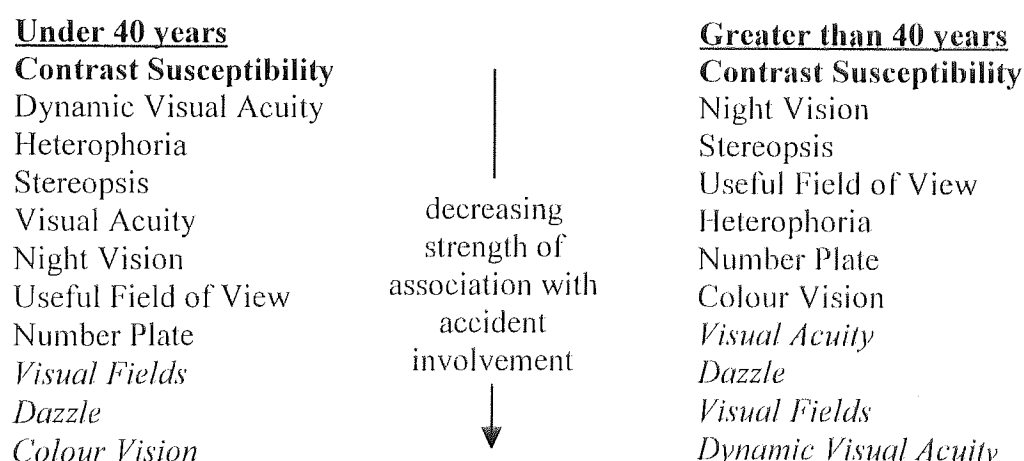 Under 40 years
Contrast Susceptibility
Dynamic Visual Acuity
Heterophoria
Stereopsis
Visual Acuity
Night Vision
Useful Field of View
Number Plate
Visual Fields
Dazzle
Colour Vision
decreasing
strength of
association with
accident
involvement
Greater than 40 years
Contrast Susceptibility
Night Vision
Stereopsis
Useful Field of View
Heterophoria
Number Plate
Colour Vision
Visual Acuity
Dazzle
Visual Fields
Dynamic Visual Acuity